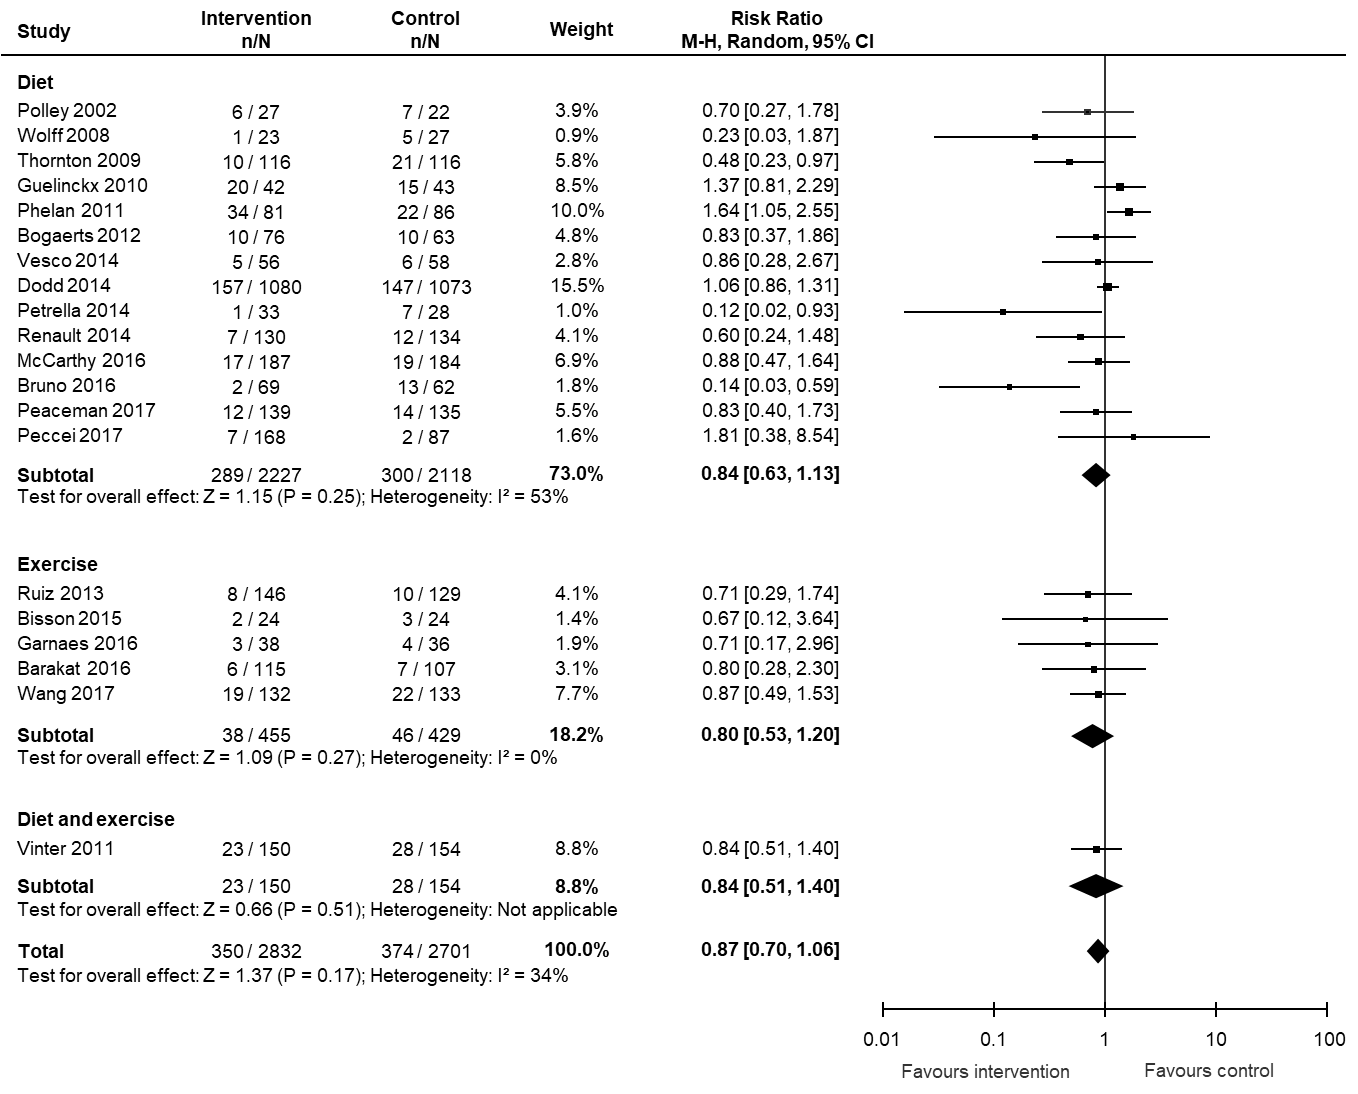 Study Intervention n/N Control n/N Weight Risk Ratio M-H, Random, 95% CI
Diet
Polley 2002 6 / 27 7 / 22 3.9% 0.70 [0.27, 1.78]
Wolff 2008 1 / 23 5 / 27 0.9% 0.23 [0.03, 1.87]
Thornton 2009 10 / 116 21 / 116 5.8% 0.48 [0.23, 0.97]
Guelinckx 2010 20 / 42 15 / 43 8.5% 1.37 [0.81, 2.29]
Phelan 2011 34 / 81 22 / 86 10.0% 1.64 [1.05, 2.55]
Bogaerts 2012 10 / 76 10 / 63 4.8% 0.83 [0.37, 1.86]
Vesco 2014 5 / 56 6 / 58 2.8% 0.86 [0.28, 2.67]
Dodd 2014 157 / 1080 147 / 1073 15.5% 1.06 [0.86, 1.31]
Petrella 2014 1 / 33 7 / 28 1.0% 0.12 [0.02, 0.93]
Renault 2014 7 / 130 12 / 134 4.1% 0.60 [0.24, 1.48]
McCarthy 2016 17 / 187 19 / 184 6.9% 0.88 [0.47, 1.64]
Bruno 2016 2 / 69 13 / 62 1.8% 0.14 [0.03, 0.59]
Peaceman 2017 12 / 139 14 / 135 5.5% 0.83 [0.40, 1.73]
Peccei 2017 7 / 168 2 / 87 1.6% 1.81 [0.38, 8.54]
Subtotal 289 / 2227 300 / 2118 73.0% 0.84 [0.63, 1.13]
Test for overall effect: Z = 1.15 (P = 0.25); Heterogeneity: I² = 53%
Exercise
Ruiz 2013 8 / 146 10 / 129 4.1% 0.71 [0.29, 1.74]
Bisson 2015 2 / 24 3 / 24 1.4% 0.67 [0.12, 3.64]
Garnaes 2016 3 / 38 4 / 36 1.9% 0.71 [0.17, 2.96]
Barakat 2016 6 / 115 7 / 107 3.1% 0.80 [0.28, 2.30]
Wang 2017 19 / 132 22 / 133 7.7% 0.87 [0.49, 1.53]
Subtotal 38 / 455 46 / 429 18.2% 0.80 [0.53, 1.20]
Test for overall effect: Z = 1.09 (P = 0.27); Heterogeneity: I² = 0%
Diet and exercise
Vinter 2011 23 / 150 28 / 154 8.8% 0.84 [0.51, 1.40]
Subtotal 23 / 150 28 / 154 8.8% 0.84 [0.51, 1.40]
Test for overall effect: Z = 0.66 (P = 0.51); Heterogeneity: Not applicable
Total 350 / 2832 374 / 2701 100.0% 0.87 [0.70, 1.06]
Test for overall effect: Z = 1.37 (P = 0.17); Heterogeneity: I² = 34%
0.01 0.1 1 10 100
Favours intervention Favours control